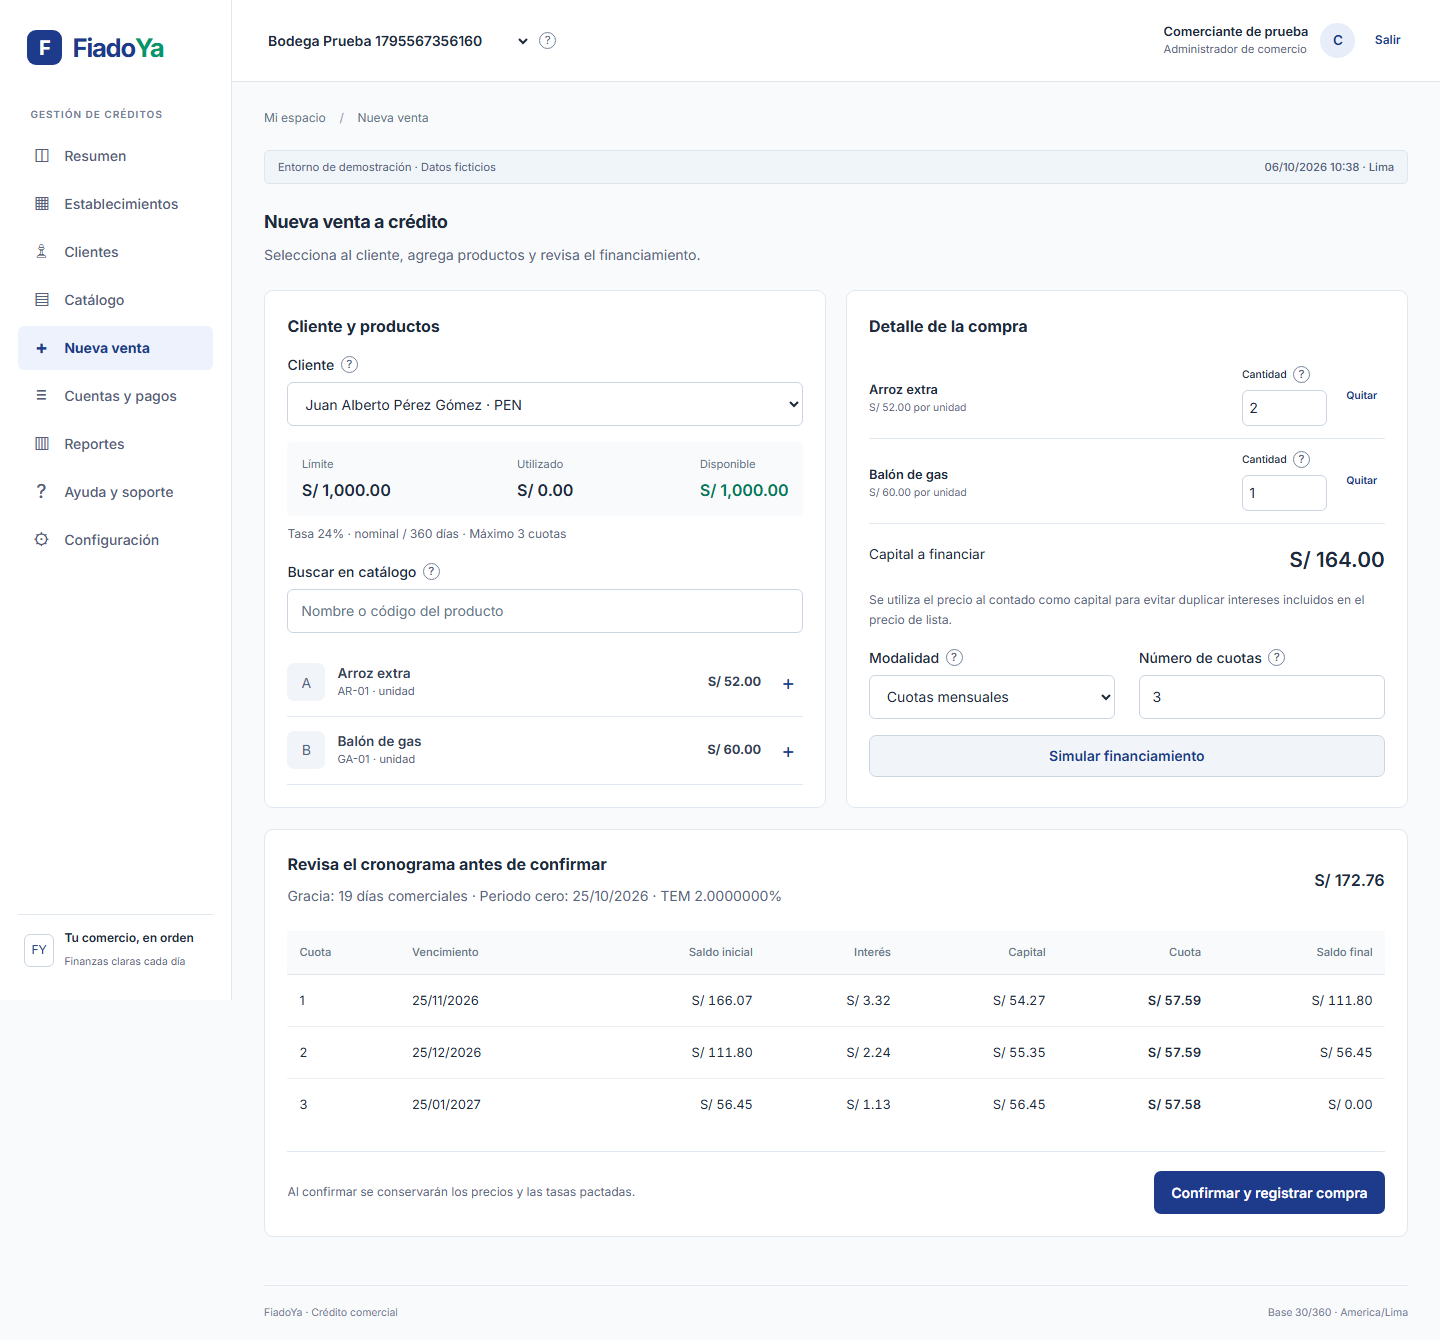 F FiadoYa
GESTIÓN DE CRÉDITOS
Resumen
Establecimientos
Clientes
Catálogo
+ Nueva venta
Cuentas y pagos
Reportes
? Ayuda y soporte
Configuración
FY
Tu comercio, en orden
Finanzas claras cada día
Bodega Prueba 1795567356160 ?
Comerciante de prueba
Administrador de comercio
C
Salir
Mi espacio / Nueva venta
Entorno de demostración · Datos ficticios
06/10/2026 10:38 · Lima
Nueva venta a crédito
Selecciona al cliente, agrega productos y revisa el financiamiento.
Cliente y productos
Cliente ?
Juan Alberto Pérez Gómez · PEN
Límite Utilizado Disponible
S/ 1,000.00 S/ 0.00 S/ 1,000.00
Tasa 24% · nominal / 360 días · Máximo 3 cuotas
Buscar en catálogo ?
Nombre o código del producto
A
Arroz extra
AR-01 · unidad
S/ 52.00 +
B
Balón de gas
GA-01 · unidad
S/ 60.00 +
Detalle de la compra
Arroz extra
S/ 52.00 por unidad
Cantidad ?
2
Quitar
Balón de gas
S/ 60.00 por unidad
Cantidad ?
1
Quitar
Capital a financiar S/ 164.00
Se utiliza el precio al contado como capital para evitar duplicar intereses incluidos en el
precio de lista.
Modalidad ? Número de cuotas ?
Cuotas mensuales 3
Simular financiamiento
Revisa el cronograma antes de confirmar
Gracia: 19 días comerciales · Periodo cero: 25/10/2026 · TEM 2.0000000%
S/ 172.76
Cuota Vencimiento Saldo inicial Interés Capital Cuota Saldo final
1 25/11/2026 S/ 166.07 S/ 3.32 S/ 54.27 S/ 57.59 S/ 111.80
2 25/12/2026 S/ 111.80 S/ 2.24 S/ 55.35 S/ 57.59 S/ 56.45
3 25/01/2027 S/ 56.45 S/ 1.13 S/ 56.45 S/ 57.58 S/ 0.00
Al confirmar se conservarán los precios y las tasas pactadas.
Confirmar y registrar compra
FiadoYa · Crédito comercial
Base 30/360 · America/Lima